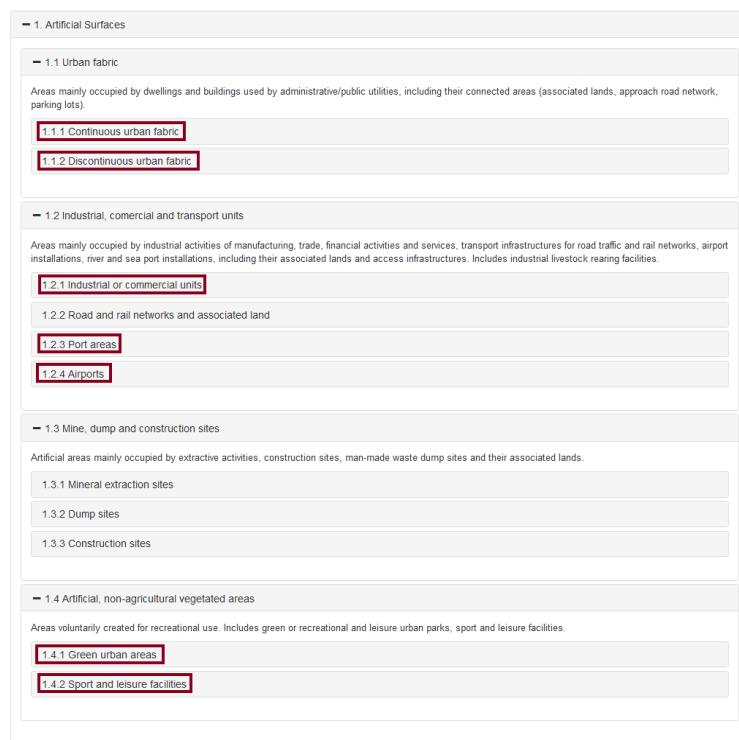 1. Artificial Surfaces
1.1 Urban fabric
Areas mainly occupied by dwellings and buildings used by administrative/public utilities, including their connected areas (associated lands, approach road network,
parking lots).
1.1.1 Continuous urban fabric
1.1.2 Discontinuous urban fabric
1.2 Industrial, comercial and transport units
Areas mainly occupied by industrial activities of manufacturing, trade, financial activities and services, transport infrastructures for road traffic and rail networks, airport
installations, river and sea port installations, including their associated lands and access infrastructures. Includes industrial livestock rearing facilities.
1.2.1 Industrial or commercial units
1.2.2 Road and rail networks and associated land
1.2.3 Port areas
1.2.4 Airports
1.3 Mine, dump and construction sites
Artificial areas mainly occupied by extractive activities, construction sites, man-made waste dump sites and their associated lands.
1.3.1 Mineral extraction sites
1.3.2 Dump sites
1.3.3 Construction sites
1.4 Artificial, non-agricultural vegetated areas
Areas voluntarily created for recreational use. Includes green or recreational and leisure urban parks, sport and leisure facilities.
1.4.1 Green urban areas
1.4.2 Sport and leisure facilities